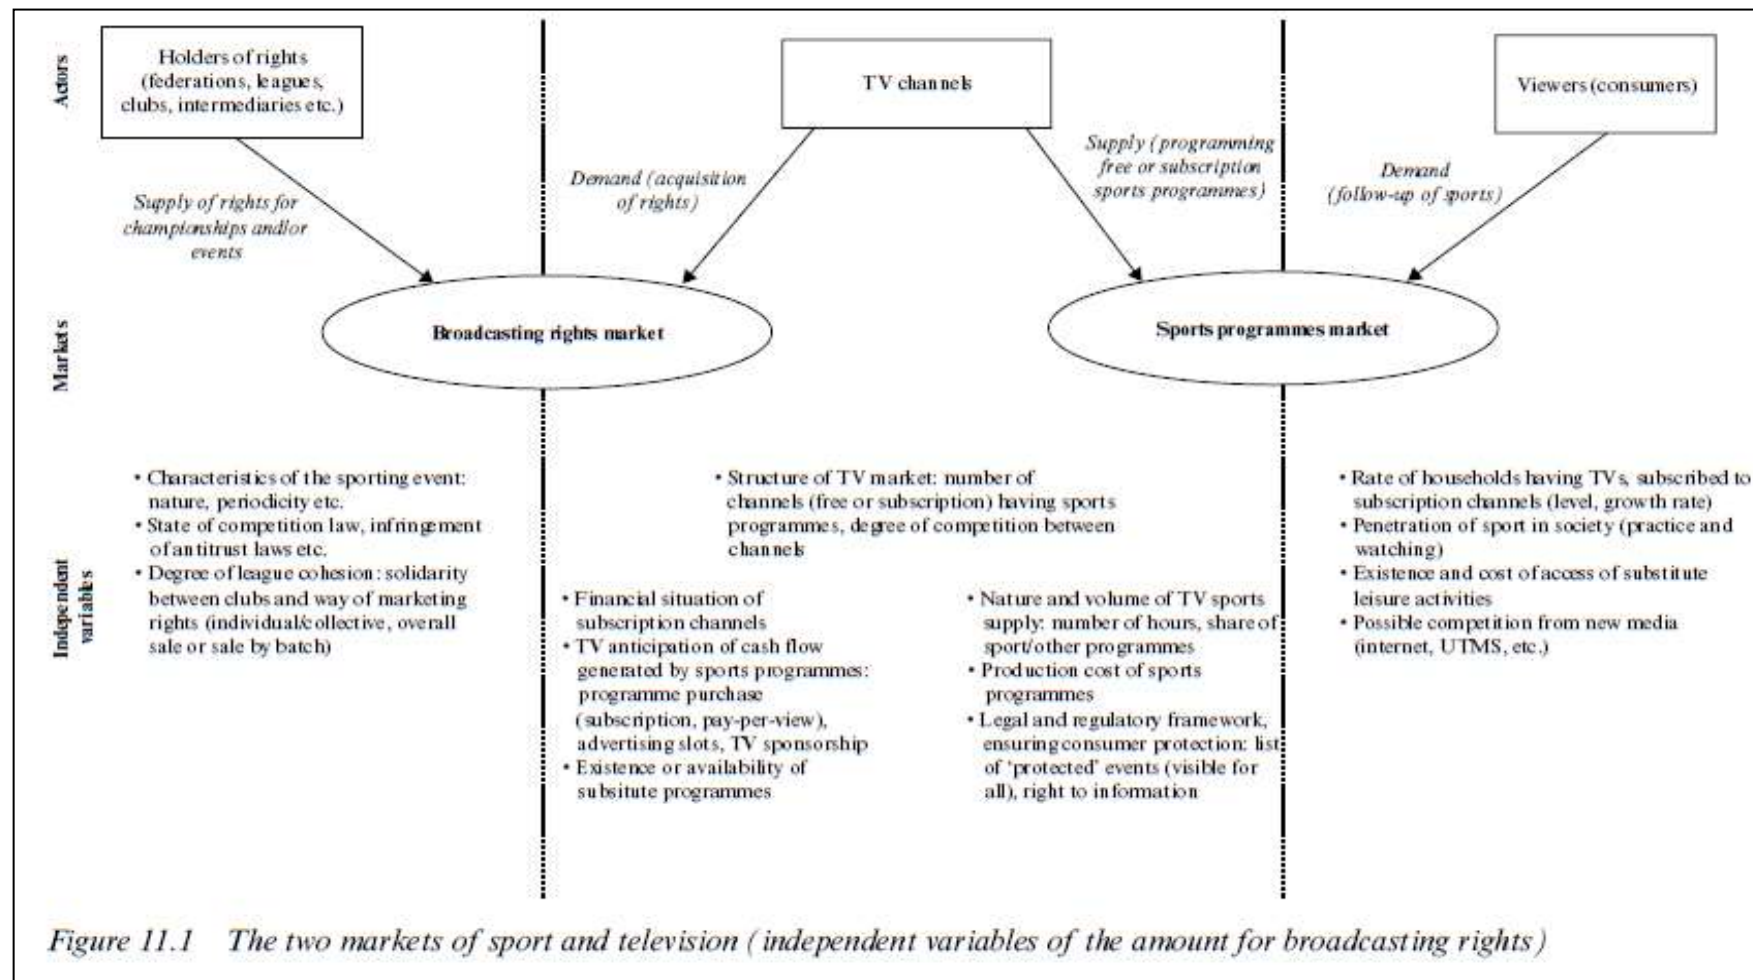 Actors
Holders of rights
(federations, leagues,
clubs, intermediaries etc.)
TV channels
Viewers (consumers)
Supply of rights for
championships and/or
events
Demand (acquisition
of rights)
Supply (programming
free or subscription
sports programmes)
Demand
(follow-up of sports)
Markets
Broadcasting rights market
Sports programmes market
Independent
variables
• Characteristics of the sporting event:
nature, periodicity etc.
• State of competition law, infringement
of antitrust laws etc.
• Degree of league cohesion: solidarity
between clubs and way of marketing
rights (individual/collective, overall
sale or sale by batch)
• Structure of TV market: number of
channels (free or subscription) having sports
programmes, degree of competition between
channels
• Financial situation of
subscription channels
• TV anticipation of cash flow
generated by sports programmes:
programme purchase
(subscription, pay-per-view),
advertising slots, TV sponsorship
• Existence or availability of
subsitute programmes
• Nature and volume of TV sports
supply: number of hours, share of
sport/other programmes
• Production cost of sports
programmes
• Legal and regulatory framework,
ensuring consumer protection: list
of ‘protected’ events (visible for
all), right to information
• Rate of households having TVs, subscribed to
subscription channels (level, growth rate)
• Penetration of sport in society (practice and
watching)
• Existence and cost of access of substitute
leisure activities
• Possible competition from new media
(internet, UTMS, etc.)
Figure 11.1 The two markets of sport and television (independent variables of the amount for broadcasting rights)